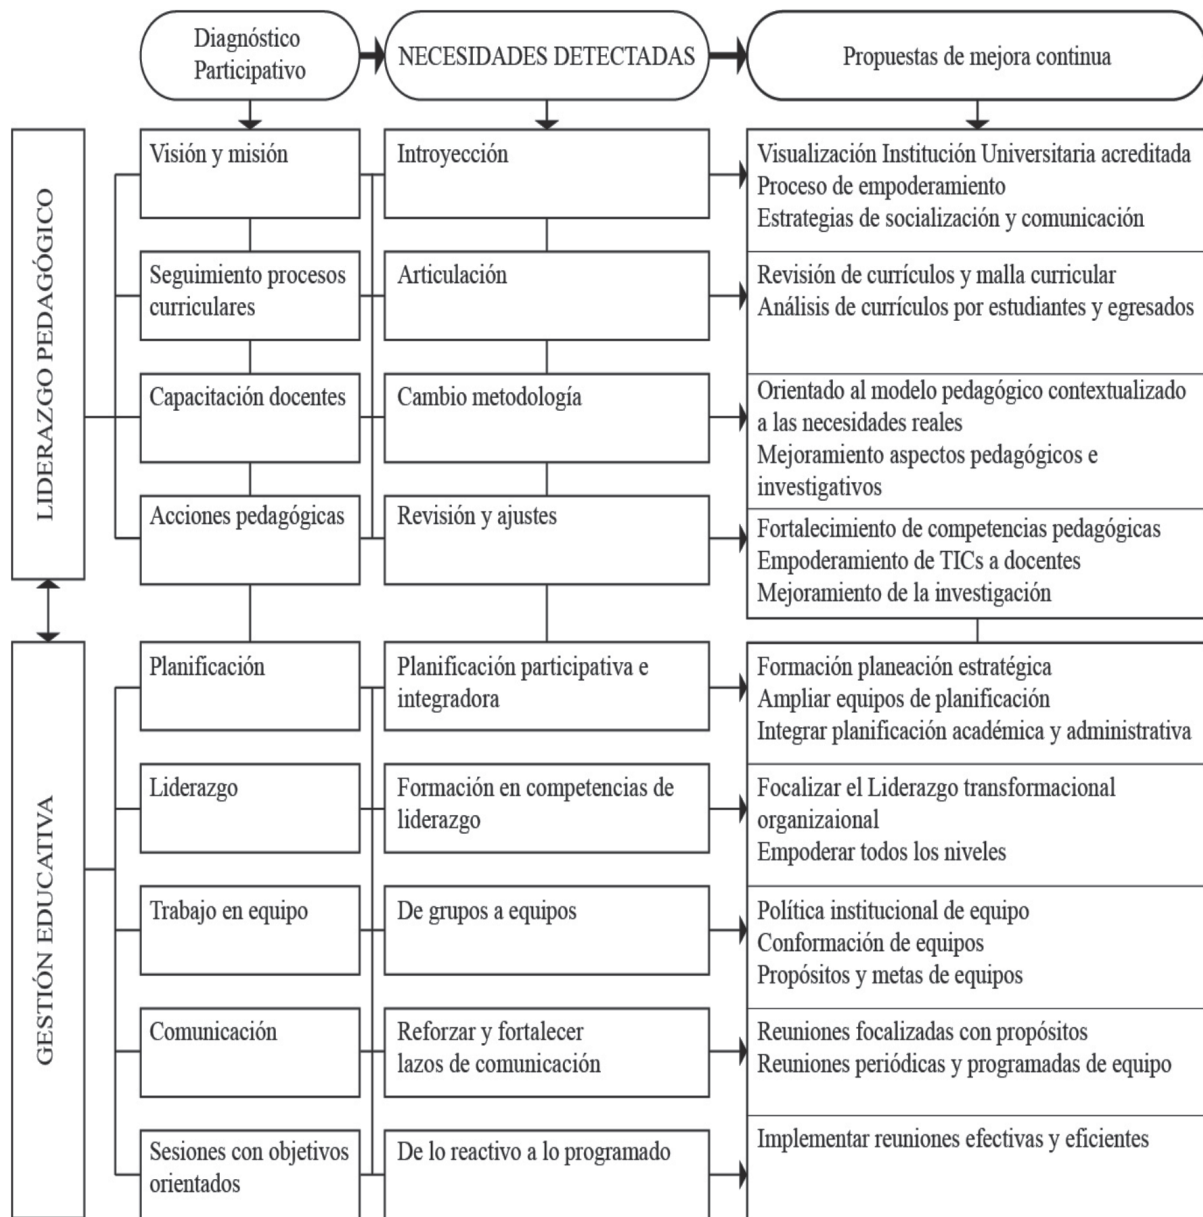 Diagnóstico
Participativo
NECESIDADES DETECTADAS
Propuestas de mejora continua
LIDERAZGO PEDAGÓGICO
Visión y misión
Introyección
Visualización Institución Universitaria acreditada
Proceso de empoderamiento
Estrategias de socialización y comunicación
Seguimiento procesos
curriculares
Articulación
Revisión de currículos y malla curricular
Análisis de currículos por estudiantes y egresados
Capacitación docentes
Cambio metodología
Orientado al modelo pedagógico contextualizado
a las necesidades reales
Mejoramiento aspectos pedagógicos e
investigativos
Acciones pedagógicas
Revisión y ajustes
Fortalecimiento de competencias pedagógicas
Empoderamiento de TICs a docentes
Mejoramiento de la investigación
GESTIÓN EDUCATIVA
Planificación
Planificación participativa e
integradora
Formación planeación estratégica
Ampliar equipos de planificación
Integrar planificación académica y administrativa
Liderazgo
Formación en competencias de
liderazgo
Focalizar el Liderazgo transformacional
organizaional
Empoderar todos los niveles
Trabajo en equipo
De grupos a equipos
Política institucional de equipo
Conformación de equipos
Propósitos y metas de equipos
Comunicación
Reforzar y fortalecer
lazos de comunicación
Reuniones focalizadas con propósitos
Reuniones periódicas y programadas de equipo
Sesiones con objetivos
orientados
De lo reactivo a lo programado
Implementar reuniones efectivas y eficientes